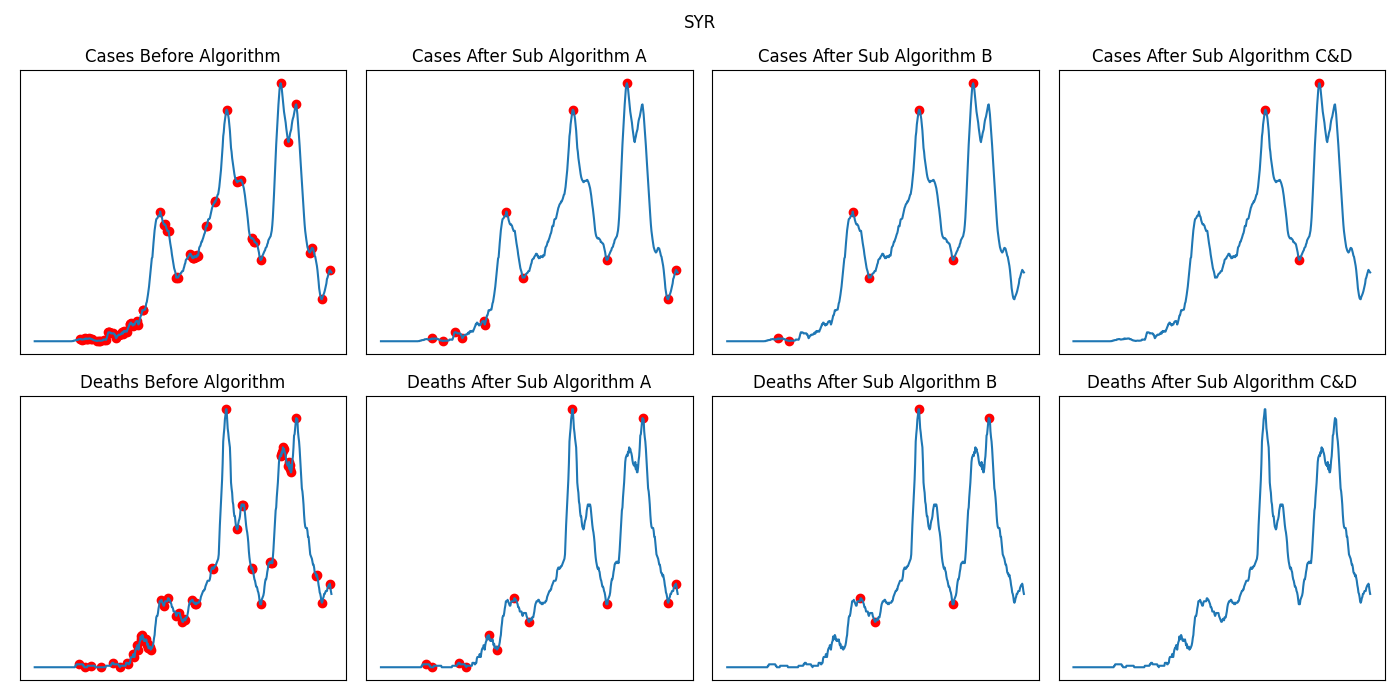 SYR
Cases Before Algorithm
Cases After Sub Algorithm A
Cases After Sub Algorithm B
Cases After Sub Algorithm C&D
Deaths Before Algorithm
Deaths After Sub Algorithm A
Deaths After Sub Algorithm B
Deaths After Sub Algorithm C&D